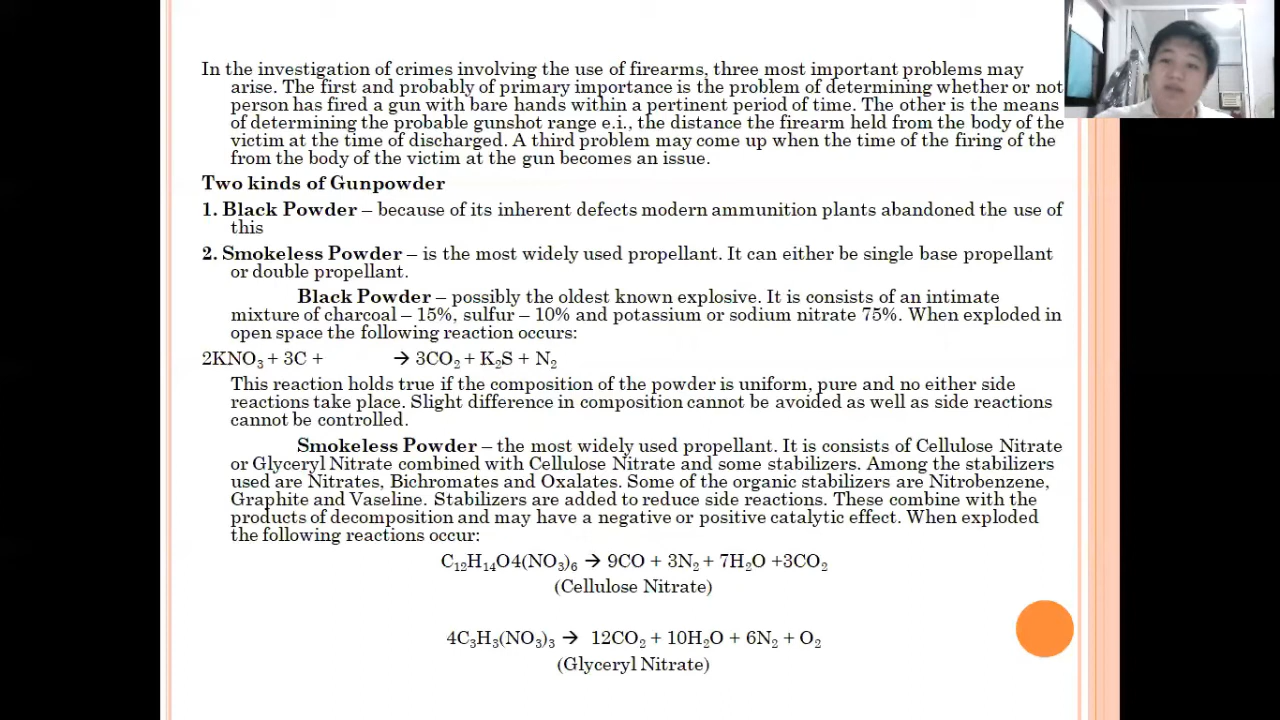 In the investigation of crimes involving the use of firearms, three most important problems may
arise. The first and probably of primary importance is the problem of determining whether or not
person has fired a gun with bare hands within a pertinent period of time. The other is the means
of determining the probable gunshot range e.i., the distance the firearm held from the body of the
victim at the time of discharged. A third problem may come up when the time of the firing of the
from the body of the victim at the gun becomes an issue.
Two kinds of Gunpowder
1. Black Powder – because of its inherent defects modern ammunition plants abandoned the use of
this
2. Smokeless Powder – is the most widely used propellant. It can either be single base propellant
or double propellant.
Black Powder – possibly the oldest known explosive. It is consists of an intimate
mixture of charcoal – 15%, sulfur – 10% and potassium or sodium nitrate 75%. When exploded in
open space the following reaction occurs:
2KNO₃ + 3C + → 3CO₂ + K₂S + N₂
This reaction holds true if the composition of the powder is uniform, pure and no either side
reactions take place. Slight difference in composition cannot be avoided as well as side reactions
cannot be controlled.
Smokeless Powder – the most widely used propellant. It is consists of Cellulose Nitrate
or Glyceryl Nitrate combined with Cellulose Nitrate and some stabilizers. Among the stabilizers
used are Nitrates, Bichromates and Oxalates. Some of the organic stabilizers are Nitrobenzene,
Graphite and Vaseline. Stabilizers are added to reduce side reactions. These combine with the
products of decomposition and may have a negative or positive catalytic effect. When exploded
the following reactions occur:
C₁₂H₁₄O4(NO₃)₆ → 9CO + 3N₂ + 7H₂O +3CO₂
(Cellulose Nitrate)
4C₃H₃(NO₃)₃ → 12CO₂ + 10H₂O + 6N₂ + O₂
(Glyceryl Nitrate)